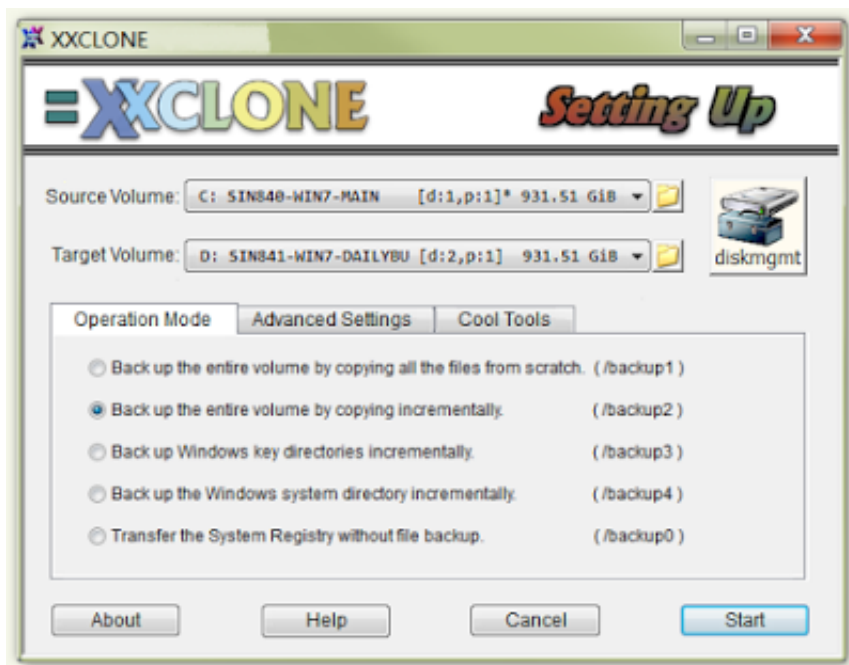 XXCLONE
=XXCLONE Setting Up
Source Volume: C: SIN840-WIN7-MAIN [d:1,p:1]* 931.51 GiB
Target Volume: D: SIN841-WIN7-DAILYBU [d:2,p:1] 931.51 GiB
diskmgmt
Operation Mode Advanced Settings Cool Tools
Back up the entire volume by copying all the files from scratch. ( /backup1 )
Back up the entire volume by copying incrementally. ( /backup2 )
Back up Windows key directories incrementally. ( /backup3 )
Back up the Windows system directory incrementally. ( /backup4 )
Transfer the System Registry without file backup. ( /backup0 )
About Help Cancel Start